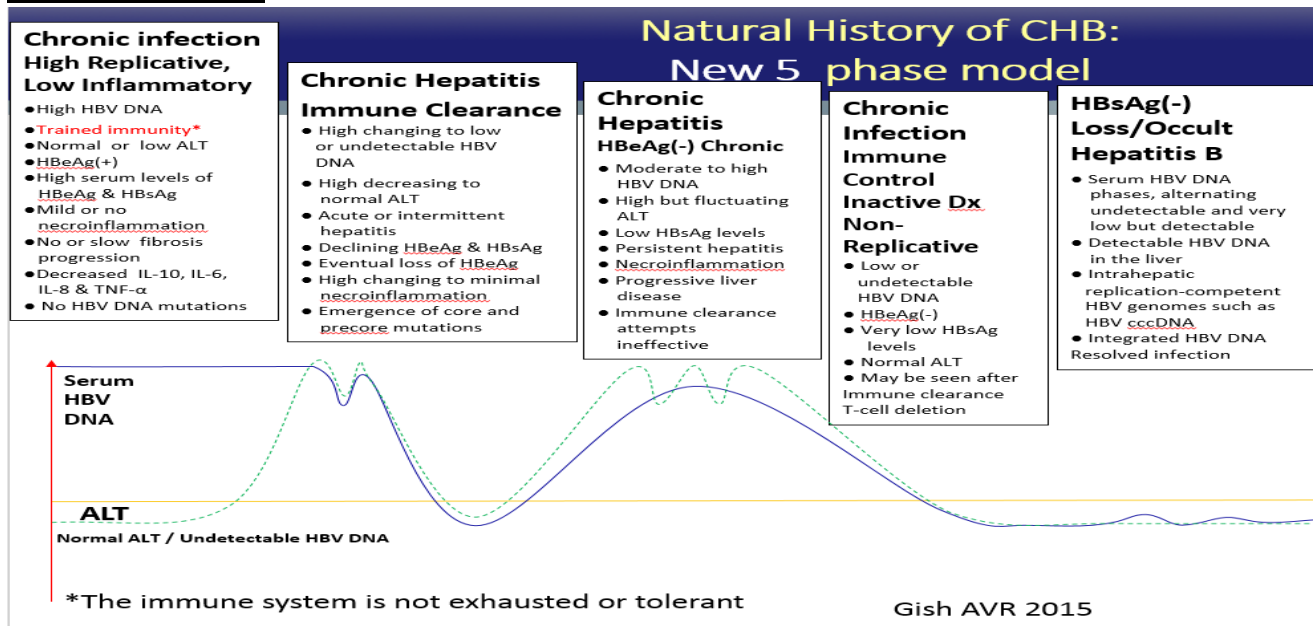 Natural History of CHB:
New 5 phase model
Chronic infection
High Replicative,
Low Inflammatory
●High HBV DNA
●Trained immunity*
●Normal or low ALT
●HBeAg(+)
●High serum levels of
HBeAg & HBsAg
●Mild or no
necroinflammation
●No or slow fibrosis
progression
●Decreased IL-10, IL-6,
IL-8 & TNF-α
● No HBV DNA mutations
Chronic Hepatitis
Immune Clearance
● High changing to low
or undetectable HBV
DNA
● High decreasing to
normal ALT
● Acute or intermittent
hepatitis
● Declining HBeAg & HBsAg
● Eventual loss of HBeAg
● High changing to minimal
necroinflammation
● Emergence of core and
precore mutations
Chronic
Hepatitis
HBeAg(-) Chronic
● Moderate to high
HBV DNA
● High but fluctuating
ALT
● Low HBsAg levels
● Persistent hepatitis
● Necroinflammation
● Progressive liver
disease
● Immune clearance
attempts
ineffective
Chronic
Infection
Immune
Control
Inactive Dx
Non-
Replicative
● Low or
undetectable
HBV DNA
● HBeAg(-)
● Very low HBsAg
levels
● Normal ALT
● May be seen after
Immune clearance
T-cell deletion
HBsAg(-)
Loss/Occult
Hepatitis B
● Serum HBV DNA
phases, alternating
undetectable and very
low but detectable
● Detectable HBV DNA
in the liver
● Intrahepatic
replication-competent
HBV genomes such as
HBV cccDNA
● Integrated HBV DNA
Resolved infection
Serum
HBV
DNA
ALT
Normal ALT / Undetectable HBV DNA
*The immune system is not exhausted or tolerant
Gish AVR 2015